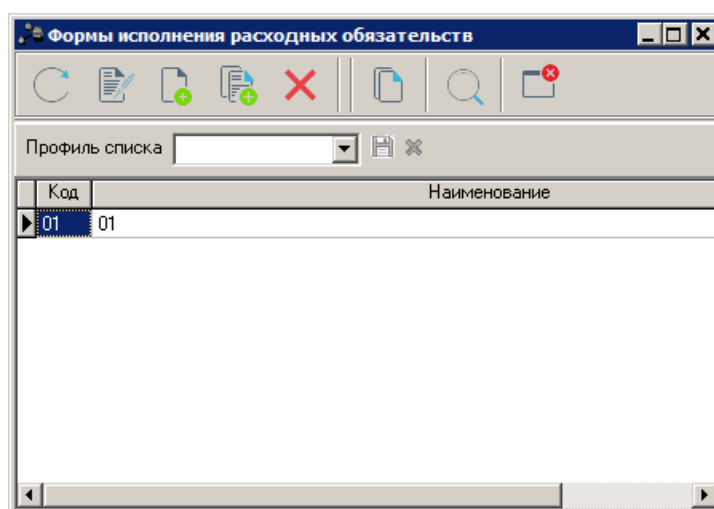 Формы исполнения расходных обязательств
Профиль списка
Код Наименование
01 01